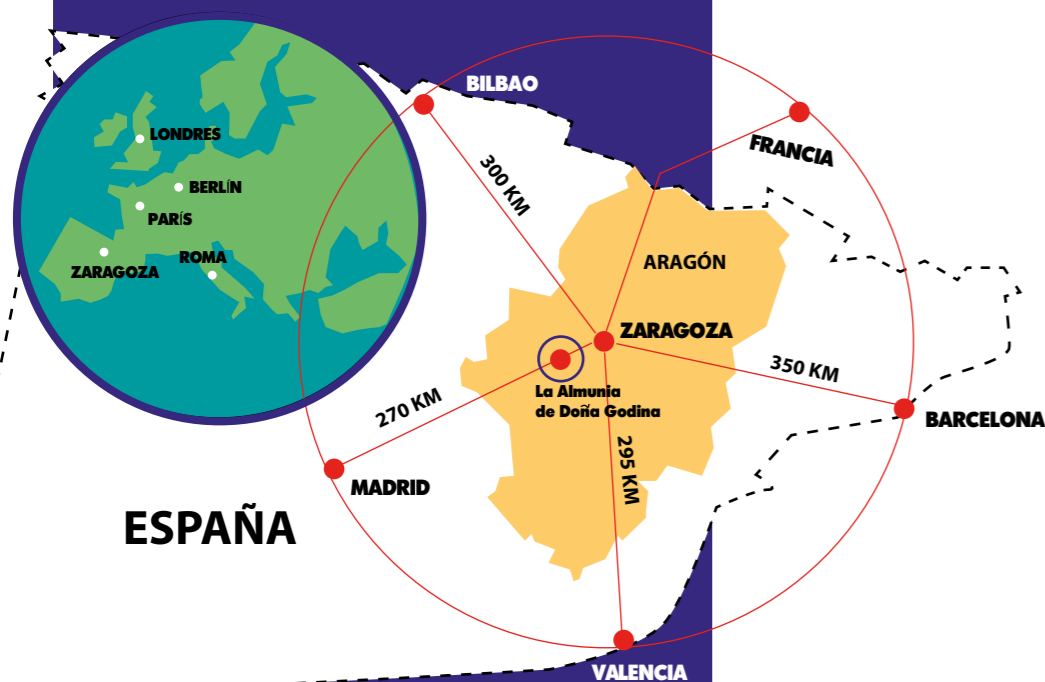 LONDRES
BERLÍN
PARÍS
ROMA
ZARAGOZA
BILBAO
FRANCIA
300 KM
ARAGÓN
ZARAGOZA
350 KM
La Almunia
de Doña Godina
270 KM
BARCELONA
295 KM
MADRID
ESPAÑA
VALENCIA